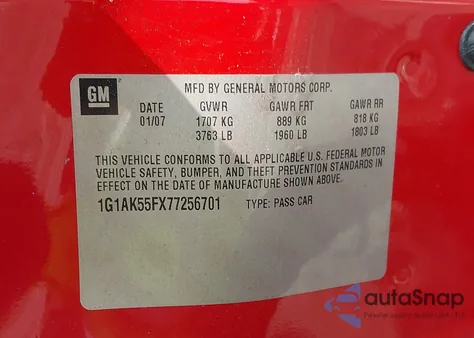 GM
MFD BY GENERAL MOTORS CORP.
DATE GVWR GAWR FRT GAWR RR
01/07 1707 KG 889 KG 818 KG
3763 LB 1960 LB 1803 LB
THIS VEHICLE CONFORMS TO ALL APPLICABLE U.S. FEDERAL MOTOR
VEHICLE SAFETY, BUMPER, AND THEFT PREVENTION STANDARDS IN
EFFECT ON THE DATE OF MANUFACTURE SHOWN ABOVE.
1G1AK55FX77256701 TYPE: PASS CAR
autoSnap